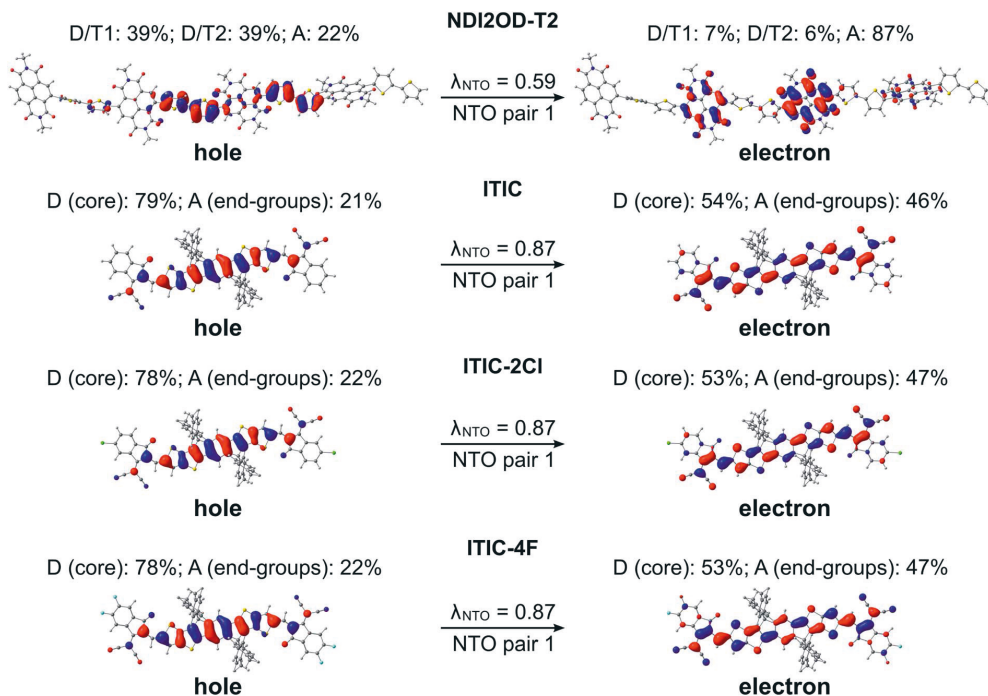 NDI2OD-T2
D/T1: 39%; D/T2: 39%; A: 22%
D/T1: 7%; D/T2: 6%; A: 87%
λNTO = 0.59
NTO pair 1
hole
electron
ITIC
D (core): 79%; A (end-groups): 21%
D (core): 54%; A (end-groups): 46%
λNTO = 0.87
NTO pair 1
hole
electron
ITIC-2Cl
D (core): 78%; A (end-groups): 22%
D (core): 53%; A (end-groups): 47%
λNTO = 0.87
NTO pair 1
hole
electron
ITIC-4F
D (core): 78%; A (end-groups): 22%
D (core): 53%; A (end-groups): 47%
λNTO = 0.87
NTO pair 1
hole
electron